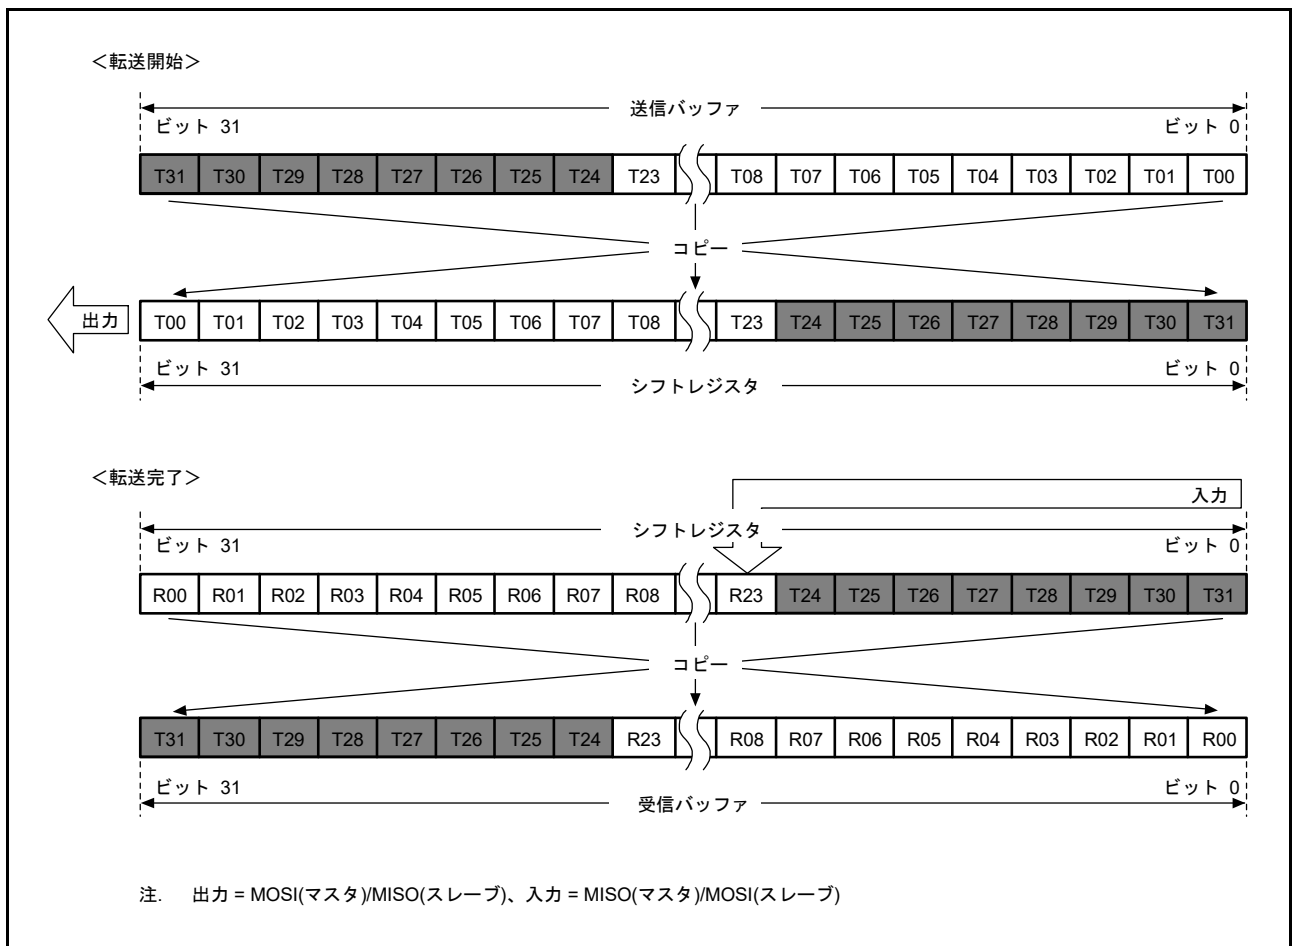 ＜転送開始＞
送信バッファ
ビット 31 ビット 0
T31 T30 T29 T28 T27 T26 T25 T24 T23 T08 T07 T06 T05 T04 T03 T02 T01 T00
コピー
出力 T00 T01 T02 T03 T04 T05 T06 T07 T08 T23 T24 T25 T26 T27 T28 T29 T30 T31
ビット 31 ビット 0
シフトレジスタ
＜転送完了＞
入力
シフトレジスタ
ビット 31 ビット 0
R00 R01 R02 R03 R04 R05 R06 R07 R08 R23 T24 T25 T26 T27 T28 T29 T30 T31
コピー
T31 T30 T29 T28 T27 T26 T25 T24 R23 R08 R07 R06 R05 R04 R03 R02 R01 R00
ビット 31 ビット 0
受信バッファ
注. 出力 = MOSI(マスタ)/MISO(スレーブ)、入力 = MISO(マスタ)/MOSI(スレーブ)